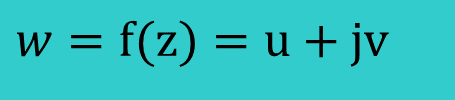 w = f(z) = u + jv